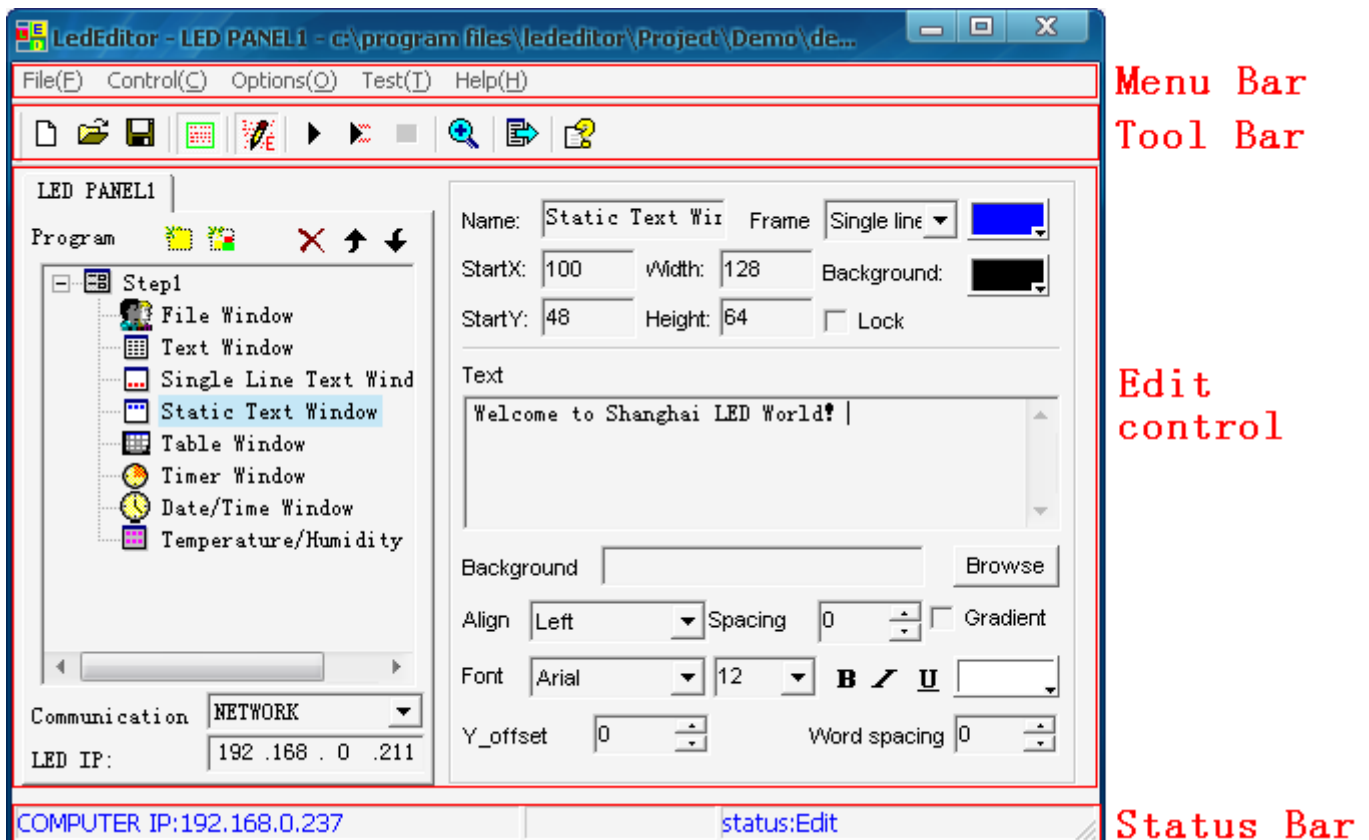 LedEditor - LED PANEL1 - c:\program files\lededitor\Project\Demo\de...
File(F) Control(C) Options(O) Test(T) Help(H)
Menu Bar
Tool Bar
LED PANEL1
Program
Step1
File Window
Text Window
Single Line Text Wind
Static Text Window
Table Window
Timer Window
Date/Time Window
Temperature/Humidity
Communication NETWORK
LED IP: 192 .168 . 0 .211
Name: Static Text Wir Frame Single line
StartX: 100 Width: 128 Background:
StartY: 48 Height: 64 Lock
Text
Welcome to Shanghai LED World!
Background Browse
Align Left Spacing 0 Gradient
Font Arial 12 B I U
Y_offset 0 Word spacing 0
Edit
control
COMPUTER IP:192.168.0.237 status:Edit
Status Bar